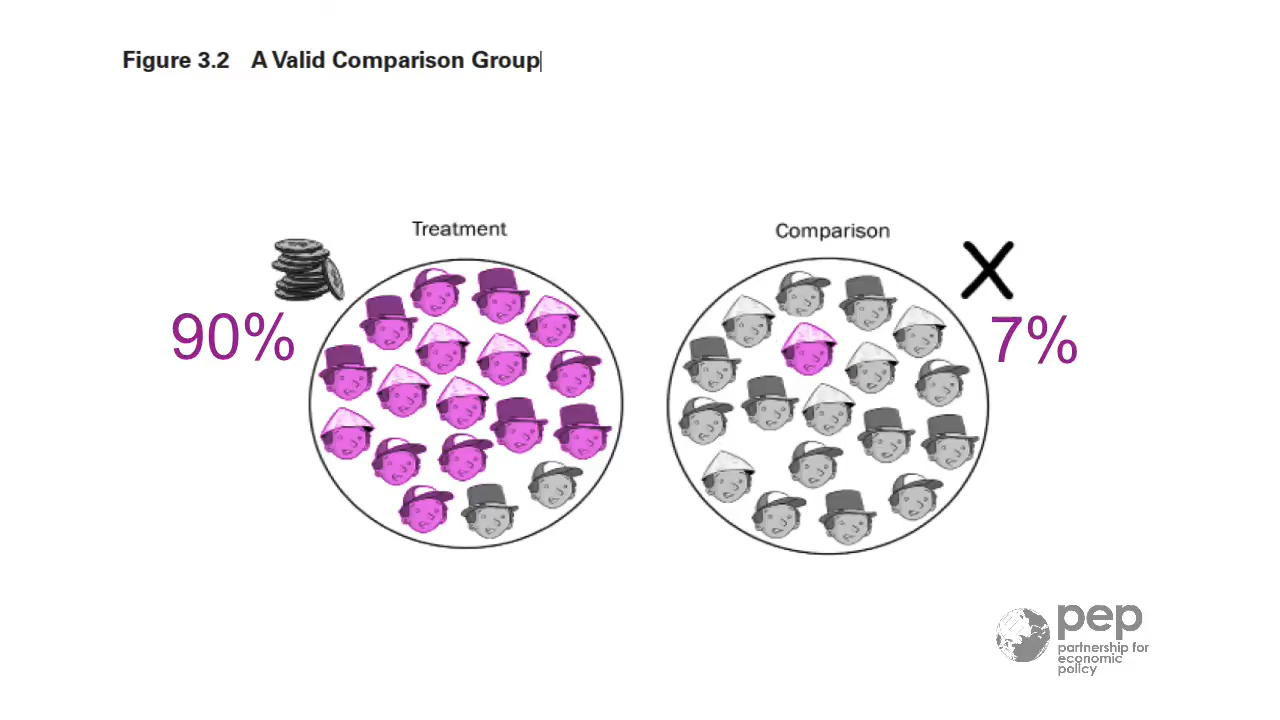 Figure 3.2 A Valid Comparison Group
Treatment
Comparison
90%
7%
pep
partnership for
economic
policy